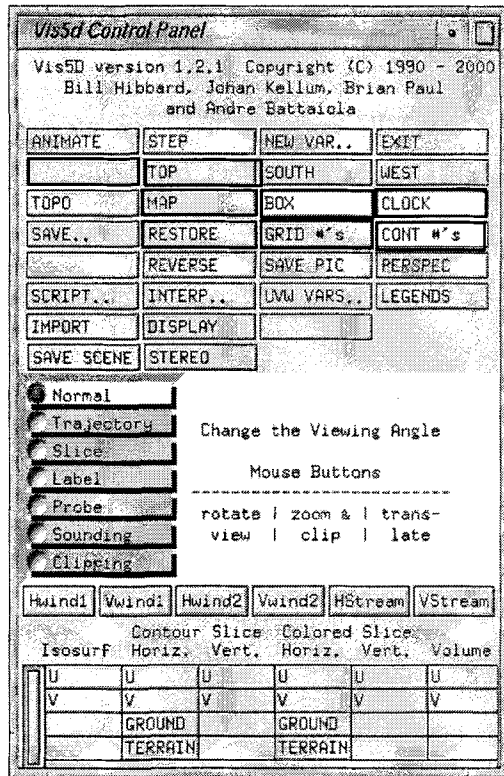 Vis5d Control Panel
Vis5D version 1.2.1 Copyright (C) 1990 - 2000
Bill Hibbard, Johan Kellum, Brian Paul
and Andre Battaiola
ANIMATE STEP NEW VAR.. EXIT
TOP SOUTH WEST
TOPO MAP BOX CLOCK
SAVE.. RESTORE GRID #'s CONT #'s
REVERSE SAVE PIC PERSPEC
SCRIPT.. INTERP.. UVW VARS.. LEGENDS
IMPORT DISPLAY
SAVE SCENE STEREO
Normal
Trajectory
Slice
Label
Probe
Sounding
Clipping
Change the Viewing Angle
Mouse Buttons
rotate | zoom & | trans-
view | clip | late
Hwind1 Vwind1 Hwind2 Vwind2 HStream VStream
Contour Slice Colored Slice
Isosurf Horiz. Vert. Horiz. Vert. Volume
U U U U U U
V V V V V V
GROUND GROUND
TERRAIN TERRAIN